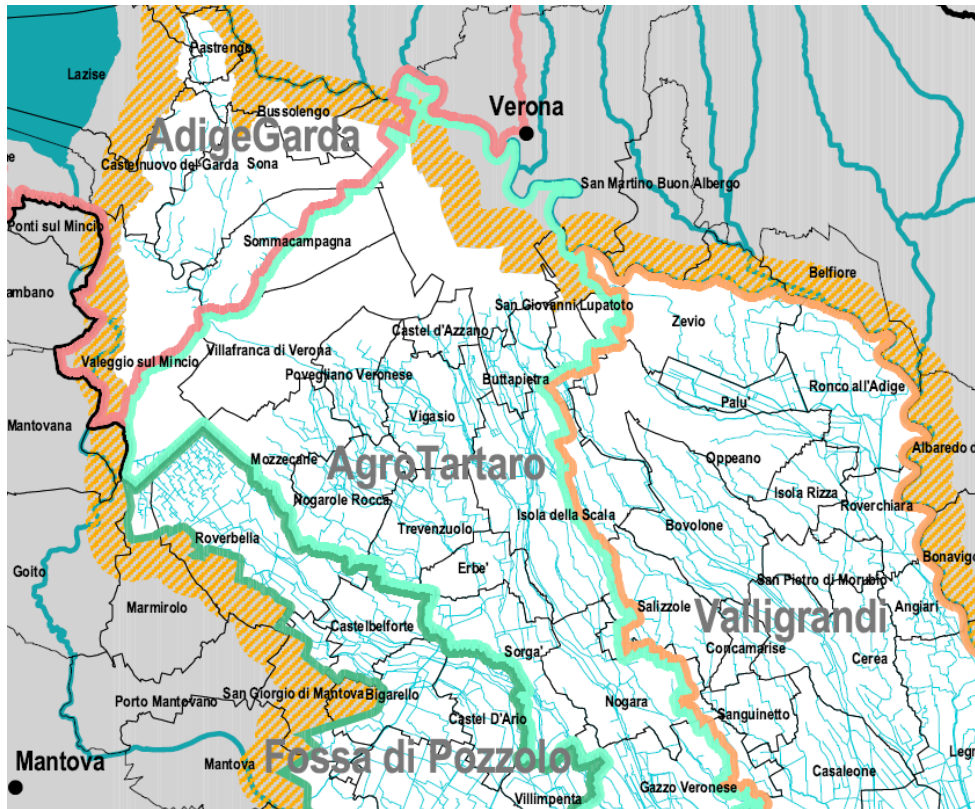 Pastrengo
Lazise
Verona
Bussolengo
AdigeGarda
Castelnuovo del Garda
Sona
San Martino Buon Albergo
Ponti sul Mincio
Sommacampagna
Belfiore
ambano
San Giovanni Lupatoto
Zevio
Castel d'Azzano
Villafranca di Verona
Valeggio sul Mincio
Povegliano Veronese
Buttapietra
Ronco all'Adige
Palu'
Vigasio
Mantovana
Albaredo d
Mozzecane
AgroTartaro
Oppeano
Nogarole Rocca
Isola Rizza
Roverchiara
Isola della Scala
Trevenzuolo
Bovolone
Roverbella
Bonavigo
Erbe'
Goito
San Pietro di Morubio
Marmirolo
Salizzole
Valligrandi
Angiari
Castelbelforte
Concamarise
Sorga'
Cerea
San Giorgio di Mantova
Bigarello
Porto Mantovano
Nogara
Sanguinetto
Castel D'Ario
Legn
Mantova
Mantova
Fossa di Pozzolo
Casaleone
Gazzo Veronese
Villimpenta